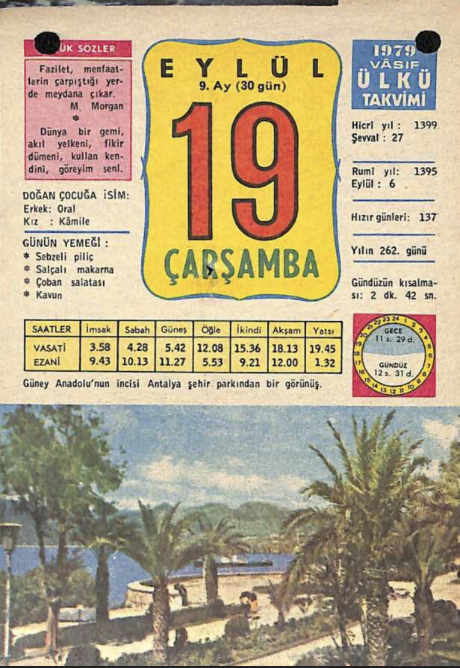 ÜK SÖZLER
Fazilet, menfaat-
lerin çarpıştığı yer-
de meydana çıkar.
M. Morgan
*
Dünya bir gemi,
akıl yelkeni, fikir
dümeni, kullan ken-
dini, göreyim seni.
DOĞAN ÇOCUĞA İSİM:
Erkek: Oral
Kız : Kâmile
GÜNÜN YEMEĞİ :
* Sebzeli piliç
* Salçalı makarna
* Çoban salatası
* Kavun
EYLÜL
9. Ay (30 gün)
19
ÇARŞAMBA
1979
VÂSIF
ÜLKÜ
TAKVİMİ
Hicri yıl : 1399
Şevval : 27
Rumi yıl: 1395
Eylül : 6
Hızır günleri: 137
Yılın 262. günü
Gündüzün kısalma-
sı: 2 dk. 42 sn.
SAATLER İmsak Sabah Güneş Öğle İkindi Akşam Yatsı
VASATİ 3.58 4.28 5.42 12.08 15.36 18.13 19.45
EZANİ 9.43 10.13 11.27 5.53 9.21 12.00 1.32
GECE
11 s. 29 d.
GÜNDÜZ
12 s. 31 d.
Güney Anadolu'nun incisi Antalya şehir parkından bir görünüş.